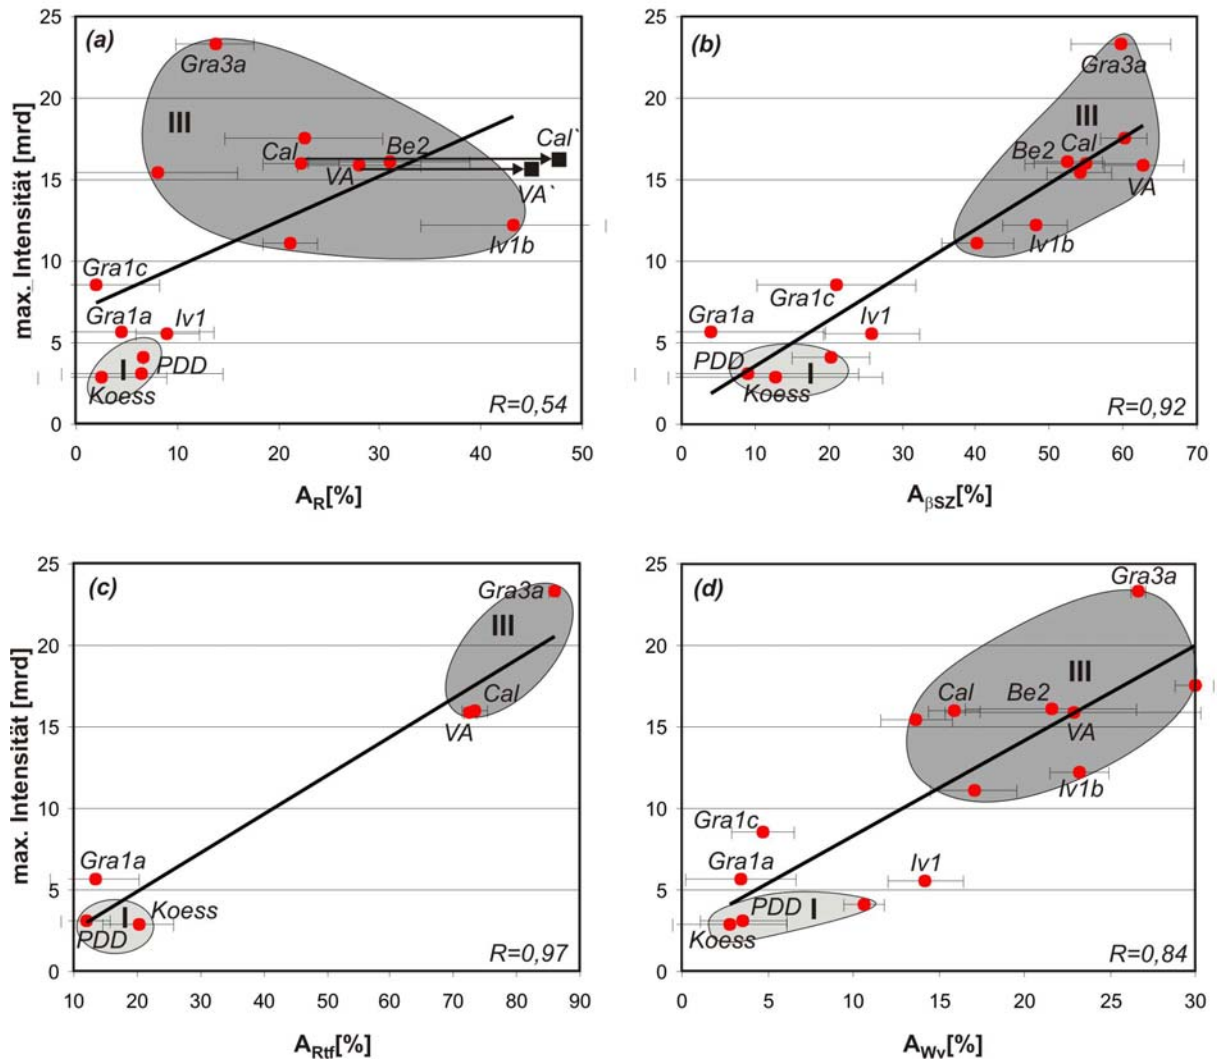 (a)
max. Intensität [mrd]
25
20
15
10
5
0
Gra3a
III
Cal
Be2
Cal`
VA
VA`
Iv1b
Gra1c
Gra1a
Iv1
PDD
I
Koess
R=0,54
0 10 20 30 40 50
A_R[%]
(b)
25
20
15
10
5
0
Gra3a
III
Be2
Cal
VA
Iv1b
Gra1c
Gra1a
Iv1
PDD
I
Koess
R=0,92
0 10 20 30 40 50 60 70
A_βSZ[%]
(c)
max. Intensität [mrd]
25
20
15
10
5
0
Gra3a
III
Cal
VA
Gra1a
I
Koess
PDD
R=0,97
10 20 30 40 50 60 70 80 90
A_Rtf[%]
(d)
25
20
15
10
5
0
Gra3a
III
Cal
Be2
VA
Iv1b
Gra1c
Gra1a
Iv1
PDD
I
Koess
R=0,84
0 5 10 15 20 25 30
A_Wv[%]